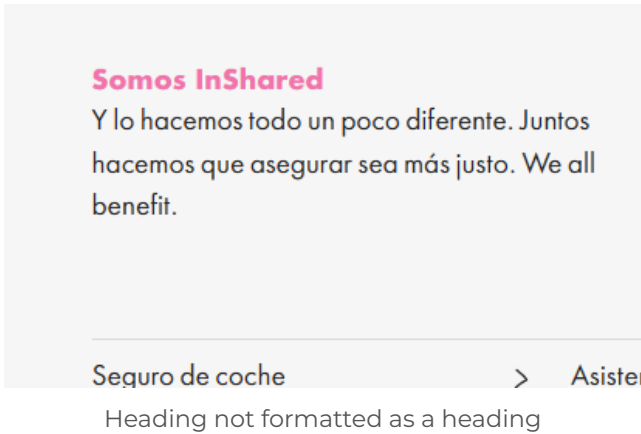 Somos InShared
Y lo hacemos todo un poco diferente. Juntos
hacemos que asegurar sea más justo. We all
benefit.
Seguro de coche > Asisten
Heading not formatted as a heading